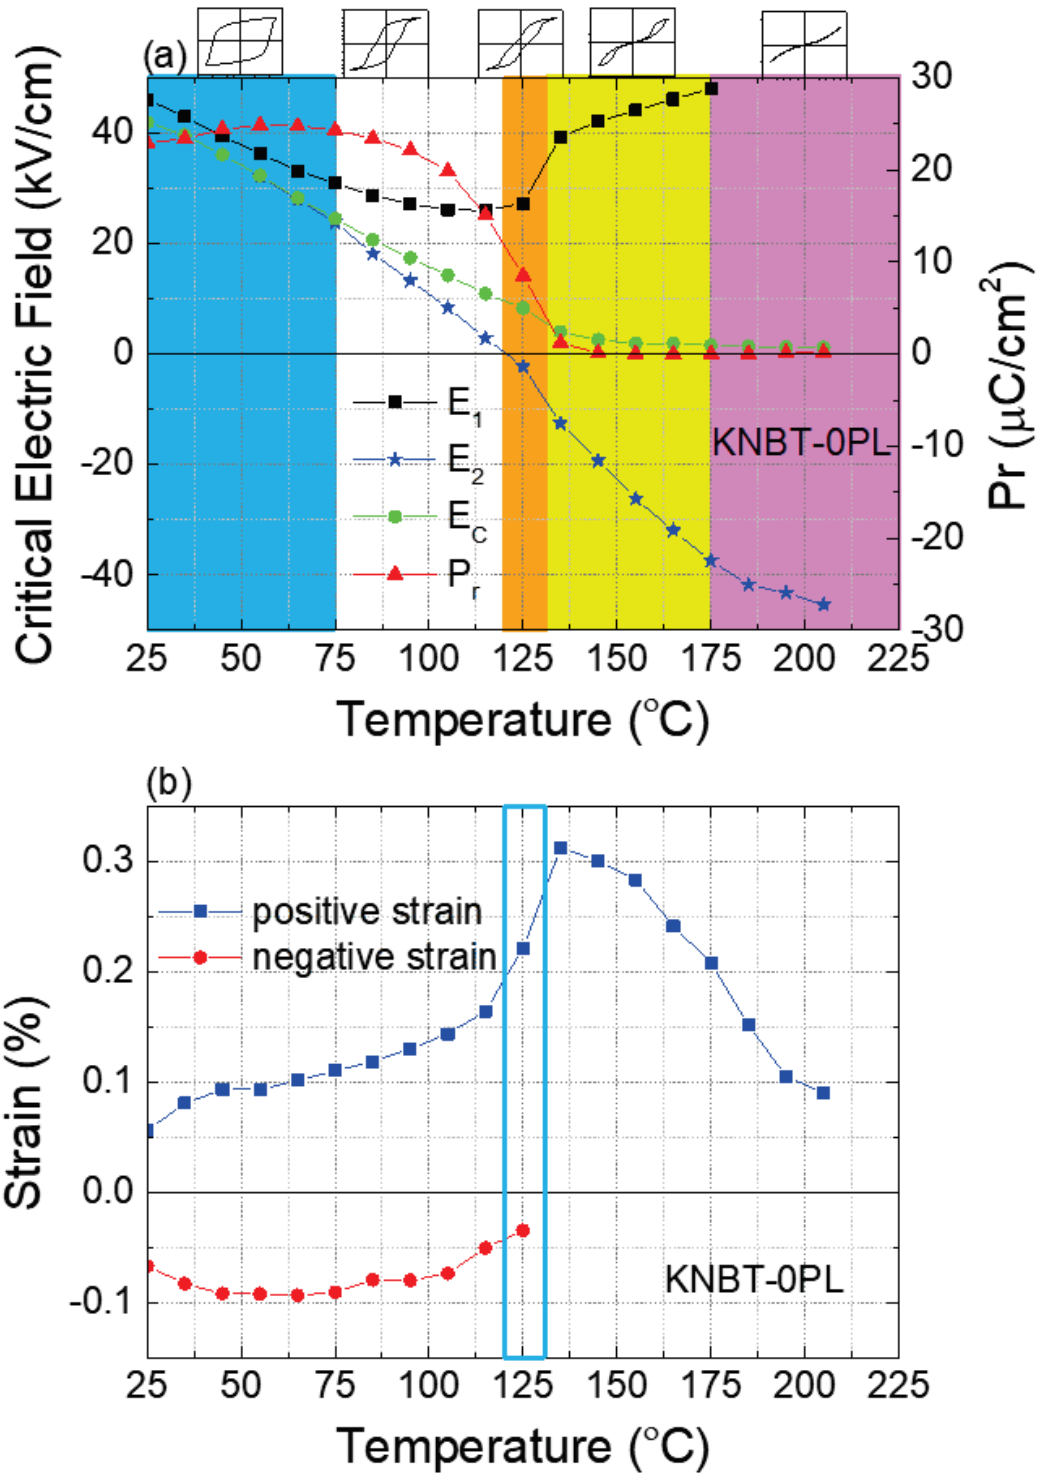 (a)
Critical Electric Field (kV/cm)
40
20
0
-20
-40
30
20
10
0
-10
-20
-30
Pr (μC/cm²)
E₁
E₂
E_C
P_r
KNBT-0PL
25 50 75 100 125 150 175 200 225
Temperature (°C)
(b)
Strain (%)
0.3
0.2
0.1
0.0
-0.1
positive strain
negative strain
KNBT-0PL
25 50 75 100 125 150 175 200 225
Temperature (°C)